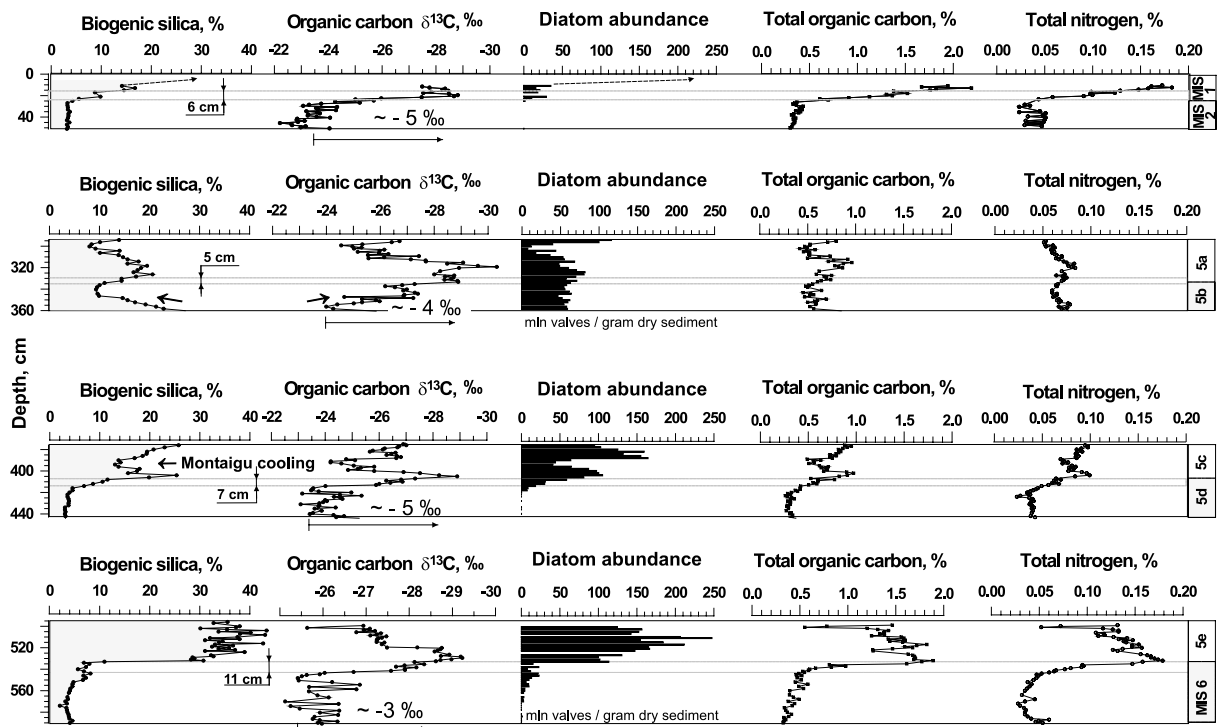 Biogenic silica, % Organic carbon δ¹³C, ‰ Diatom abundance Total organic carbon, % Total nitrogen, %
0 10 20 30 40 -22 -23 -24 -25 -26 -27 -28 -29 -30 0 50 100 150 200 250 0.0 0.5 1.0 1.5 2.0 0.00 0.05 0.10 0.15 0.20
0
40
6 cm
~ - 5 ‰
MIS 1
MIS 2
Biogenic silica, % Organic carbon δ¹³C, ‰ Diatom abundance Total organic carbon, % Total nitrogen, %
0 10 20 30 40 -22 -24 -26 -28 -30 0 50 100 150 200 250 0.0 0.5 1.0 1.5 2.0 0.00 0.05 0.10 0.15 0.20
320
360
5 cm
~ - 4 ‰
mln valves / gram dry sediment
5a
5b
Depth, cm
Biogenic silica, % Organic carbon δ¹³C, ‰ Diatom abundance Total organic carbon, % Total nitrogen, %
0 10 20 30 40 -22 -24 -26 -28 -30 0 50 100 150 200 250 0.0 0.5 1.0 1.5 2.0 0.00 0.05 0.10 0.15 0.20
400
440
Montaigu cooling
7 cm
~ - 5 ‰
5c
5d
Biogenic silica, % Organic carbon δ¹³C, ‰ Diatom abundance Total organic carbon, % Total nitrogen, %
0 10 20 30 40 -25 -26 -27 -28 -29 -30 0 50 100 150 200 250 0.0 0.5 1.0 1.5 2.0 0.00 0.05 0.10 0.15 0.20
520
560
11 cm
~ -3 ‰
mln valves / gram dry sediment
5e
MIS 6